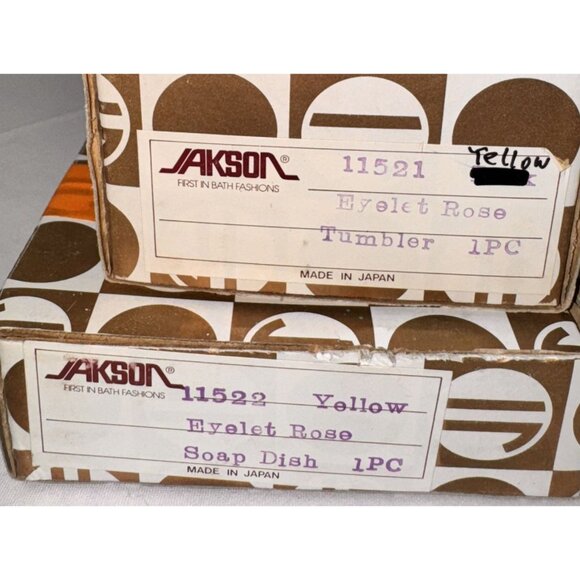 JAKSON®
FIRST IN BATH FASHIONS
11521 Yellow
Eyelet Rose
Tumbler 1PC
MADE IN JAPAN
JAKSON®
FIRST IN BATH FASHIONS
11522 Yellow
Eyelet Rose
Soap Dish 1PC
MADE IN JAPAN